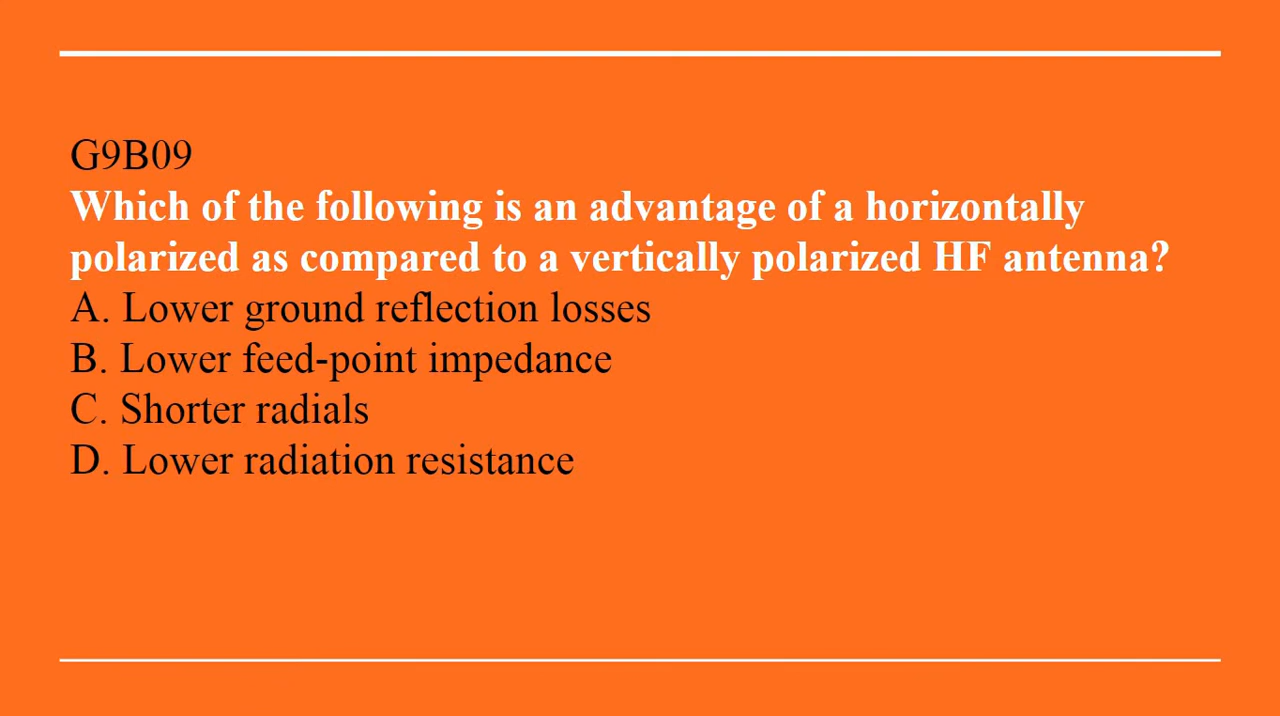 G9B09
Which of the following is an advantage of a horizontally
polarized as compared to a vertically polarized HF antenna?
A. Lower ground reflection losses
B. Lower feed-point impedance
C. Shorter radials
D. Lower radiation resistance